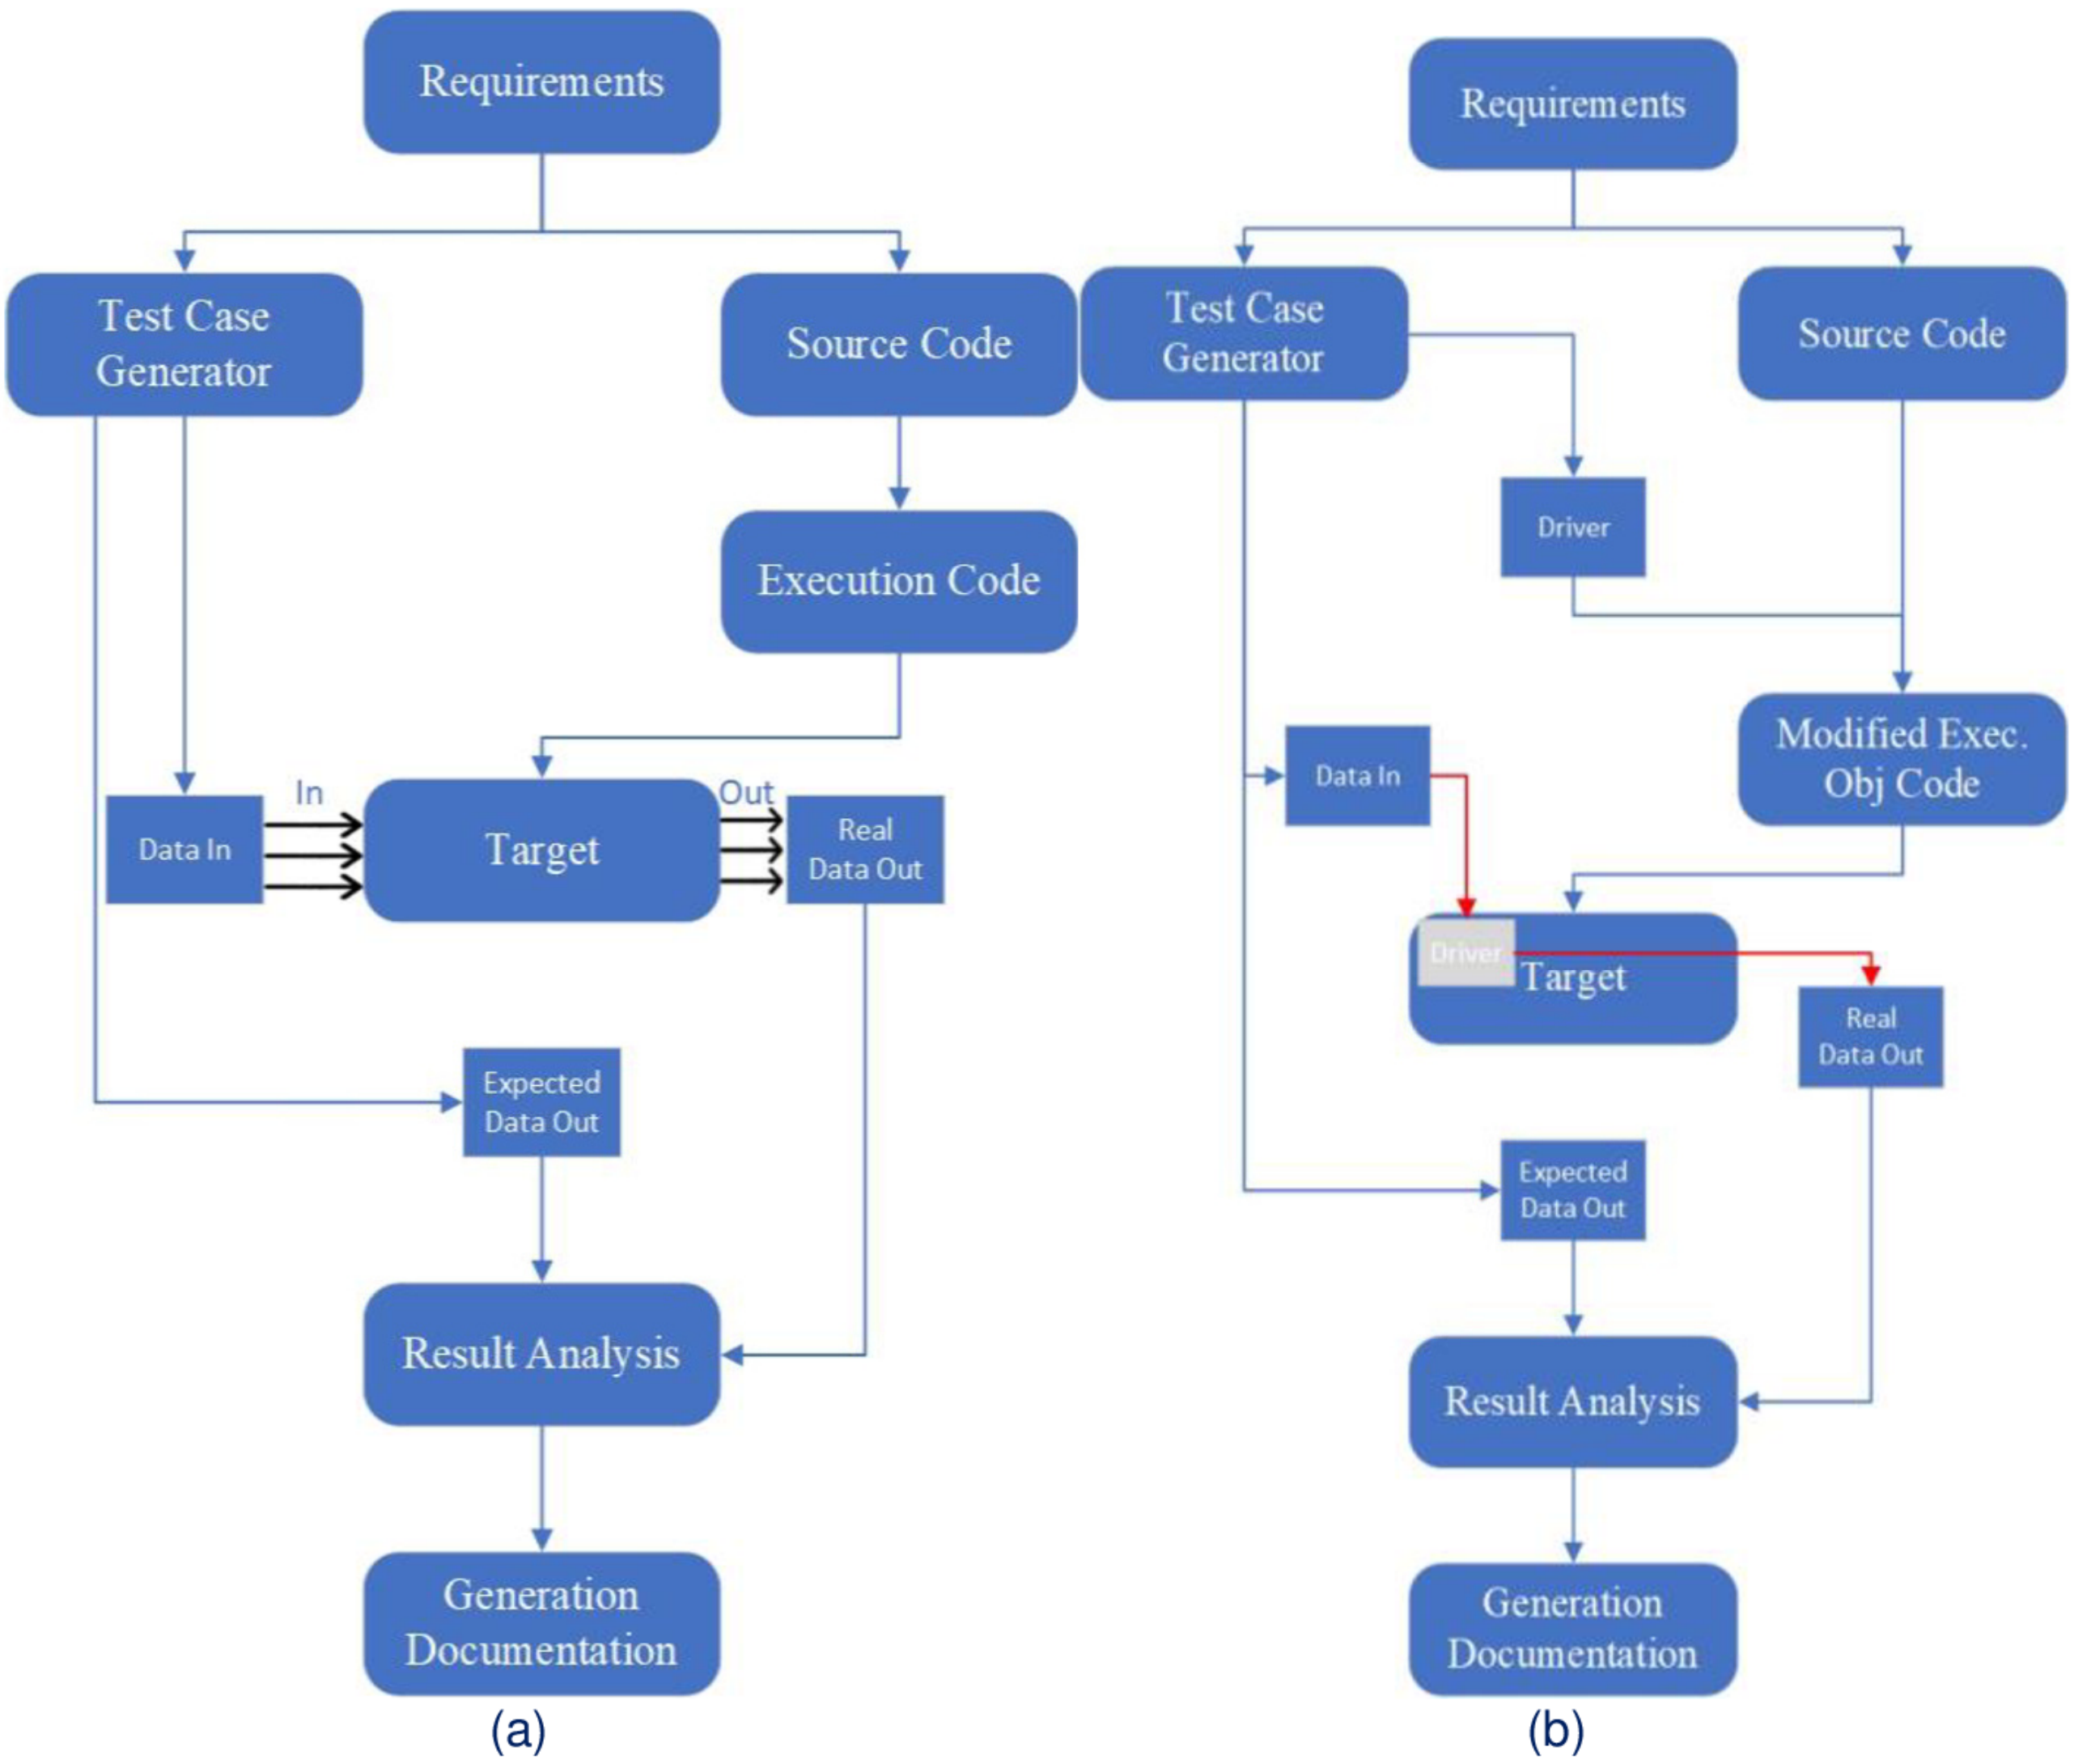 Requirements
Test Case
Generator
Source Code
Execution Code
In
Out
Data In
Target
Real
Data Out
Expected
Data Out
Result Analysis
Generation
Documentation
(a)
Requirements
Test Case
Generator
Source Code
Driver
Modified Exec.
Obj Code
Data In
Driver
Target
Real
Data Out
Expected
Data Out
Result Analysis
Generation
Documentation
(b)